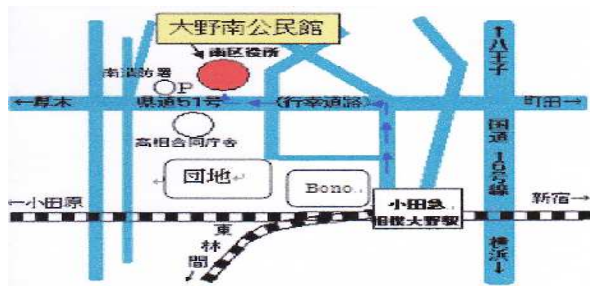 大野南公民館
南区役所
南消防署
P
←厚木
県道51号
(行幸道路)
町田→
高相合同庁舎
団地
Bono
←小田原
小田急
相模大野駅
新宿→
東林間
←八王子
国道16号線
横浜→